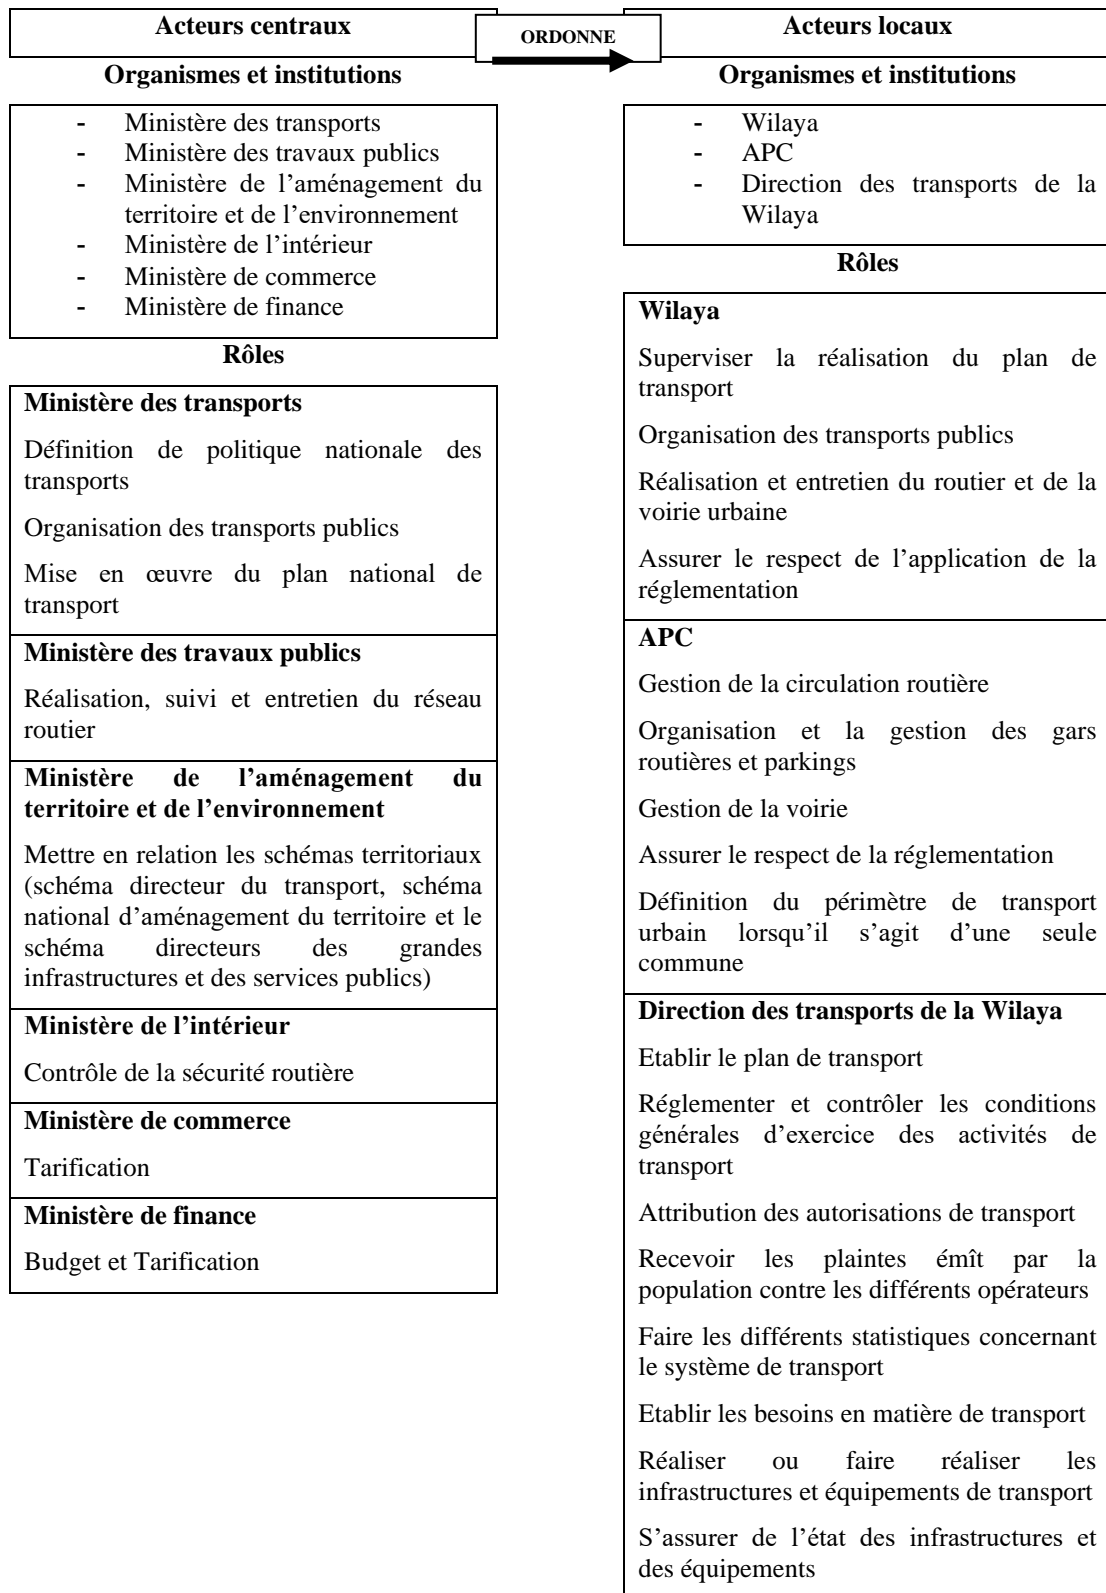 Acteurs centraux
ORDONNE
Acteurs locaux
Organismes et institutions
- Ministère des transports
- Ministère des travaux publics
- Ministère de l’aménagement du
territoire et de l’environnement
- Ministère de l’intérieur
- Ministère de commerce
- Ministère de finance
Rôles
Ministère des transports
Définition de politique nationale des
transports
Organisation des transports publics
Mise en œuvre du plan national de
transport
Ministère des travaux publics
Réalisation, suivi et entretien du réseau
routier
Ministère de l’aménagement du
territoire et de l’environnement
Mettre en relation les schémas territoriaux
(schéma directeur du transport, schéma
national d’aménagement du territoire et le
schéma directeurs des grandes
infrastructures et des services publics)
Ministère de l’intérieur
Contrôle de la sécurité routière
Ministère de commerce
Tarification
Ministère de finance
Budget et Tarification
Organismes et institutions
- Wilaya
- APC
- Direction des transports de la
Wilaya
Rôles
Wilaya
Superviser la réalisation du plan de
transport
Organisation des transports publics
Réalisation et entretien du routier et de la
voirie urbaine
Assurer le respect de l’application de la
réglementation
APC
Gestion de la circulation routière
Organisation et la gestion des gars
routières et parkings
Gestion de la voirie
Assurer le respect de la réglementation
Définition du périmètre de transport
urbain lorsqu’il s’agit d’une seule
commune
Direction des transports de la Wilaya
Etablir le plan de transport
Réglementer et contrôler les conditions
générales d’exercice des activités de
transport
Attribution des autorisations de transport
Recevoir les plaintes émît par la
population contre les différents opérateurs
Faire les différents statistiques concernant
le système de transport
Etablir les besoins en matière de transport
Réaliser ou faire réaliser les
infrastructures et équipements de transport
S’assurer de l’état des infrastructures et
des équipements